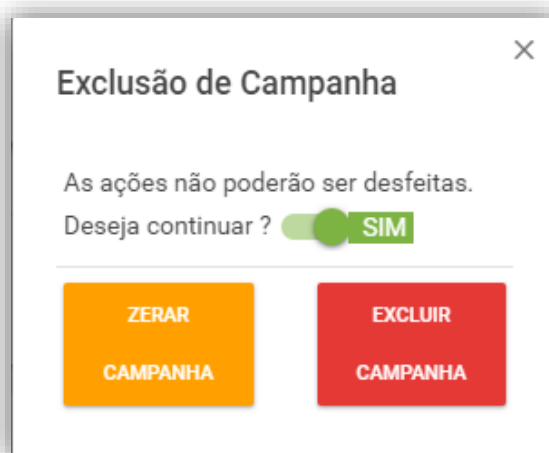 Exclusão de Campanha
As ações não poderão ser desfeitas.
Deseja continuar ? SIM
ZERAR
CAMPANHA
EXCLUIR
CAMPANHA